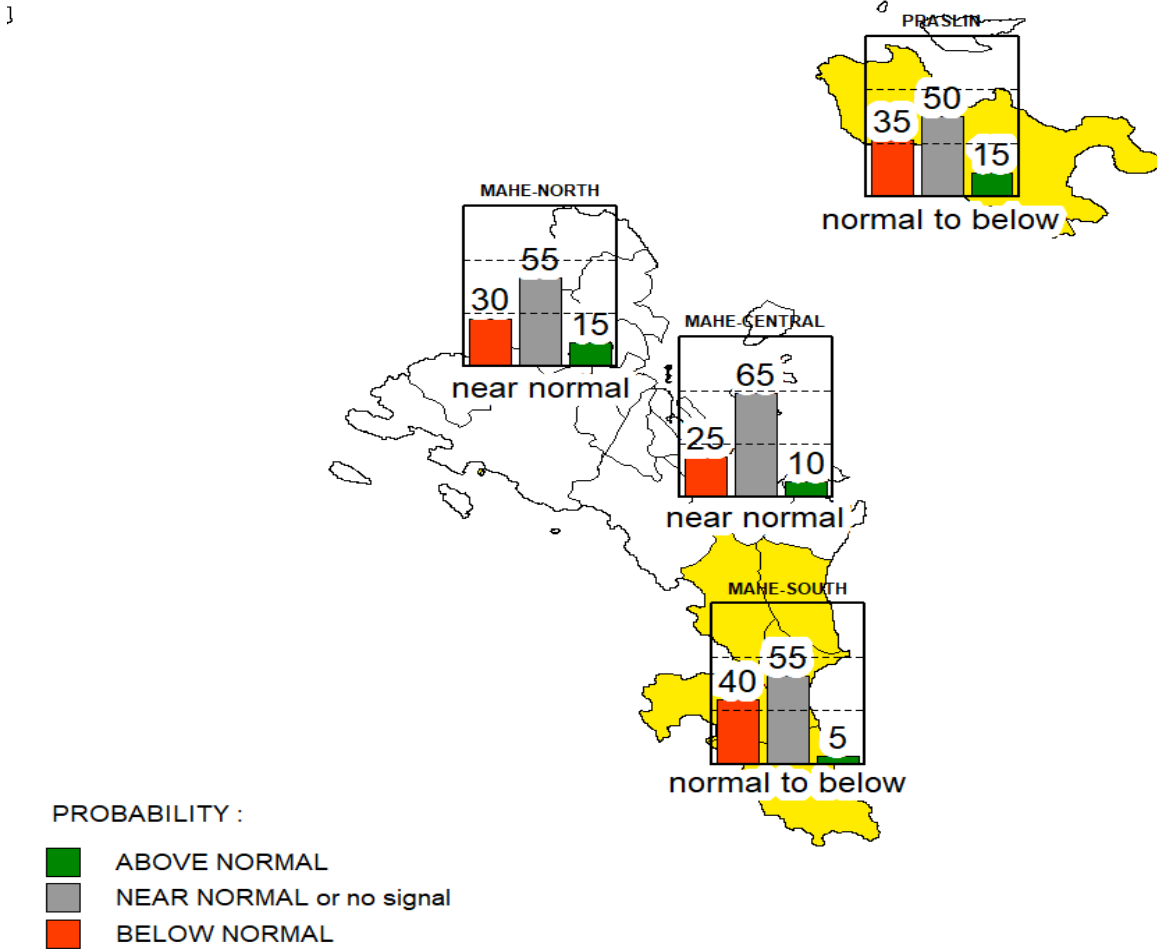 ]
PRASLIN
35 50 15
normal to below
MAHE-NORTH
30 55 15
near normal
MAHE-CENTRAL
25 65 10
near normal
MAHE-SOUTH
40 55 5
normal to below
PROBABILITY :
ABOVE NORMAL
NEAR NORMAL or no signal
BELOW NORMAL